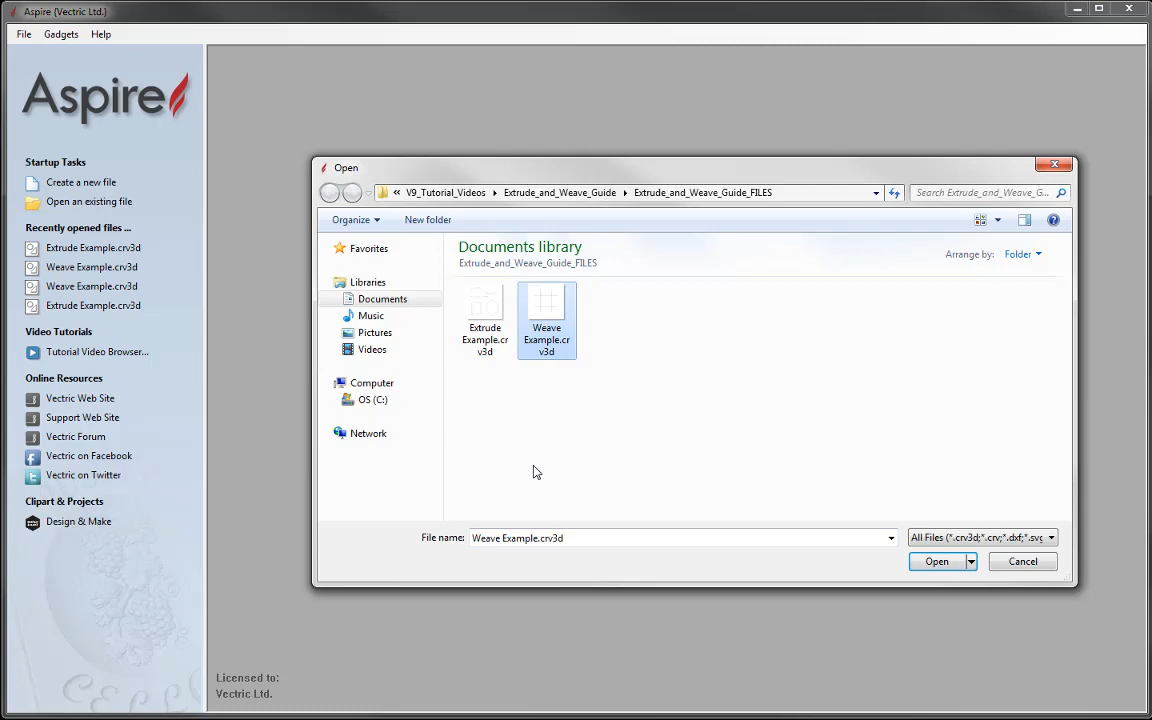 Aspire (Vectric Ltd.)
File Gadgets Help
Aspire
Startup Tasks
Create a new file
Open an existing file
Recently opened files ...
Extrude Example.crv3d
Weave Example.crv3d
Weave Example.crv3d
Extrude Example.crv3d
Video Tutorials
Tutorial Video Browser...
Online Resources
Vectric Web Site
Support Web Site
Vectric Forum
Vectric on Facebook
Vectric on Twitter
Clipart & Projects
Design & Make
Open
« V9_Tutorial_Videos Extrude_and_Weave_Guide Extrude_and_Weave_Guide_FILES
Search Extrude_and_Weave_G...
Organize New folder
Favorites
Libraries
Documents
Music
Pictures
Videos
Computer
OS (C:)
Network
Documents library
Extrude_and_Weave_Guide_FILES
Arrange by: Folder
Extrude
Example.cr
v3d
Weave
Example.cr
v3d
File name: Weave Example.crv3d
All Files (*.crv3d;*.crv;*.dxf;*.svg
Open
Cancel
Licensed to:
Vectric Ltd.